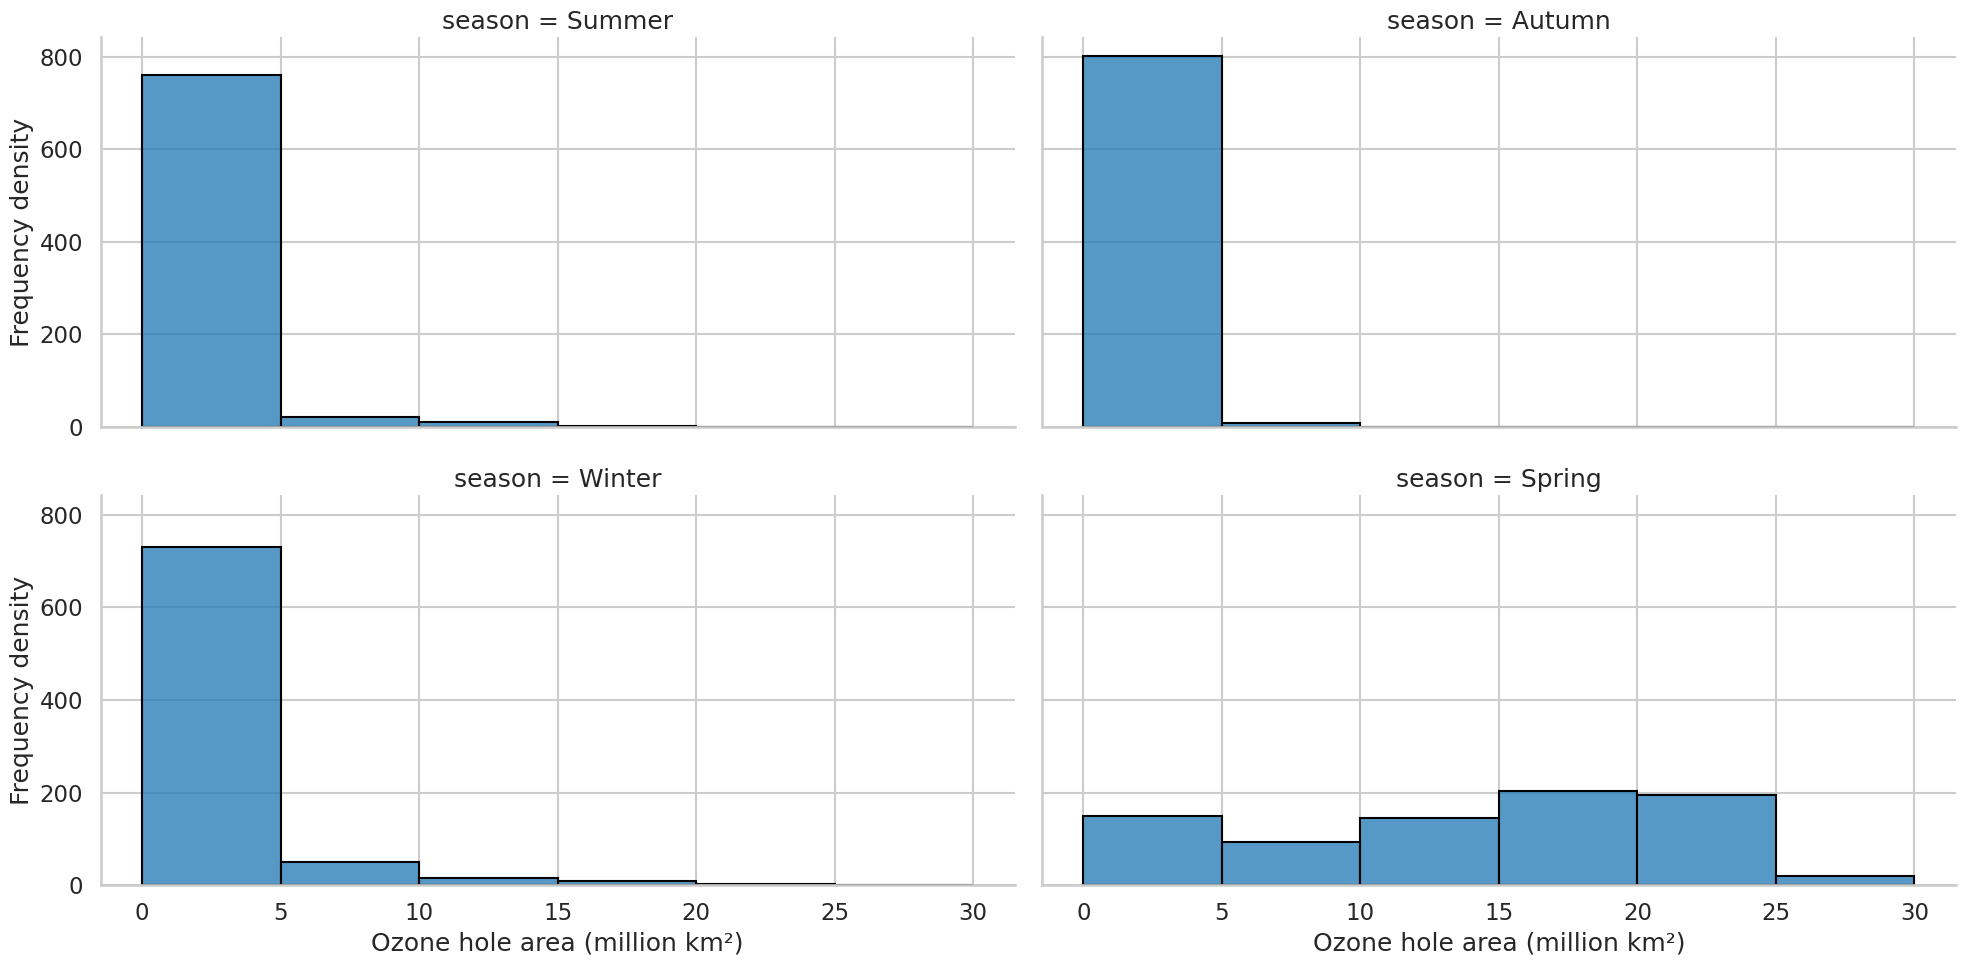 season = Summer
season = Autumn
Frequency density
800
600
400
200
0
season = Winter
season = Spring
Frequency density
800
600
400
200
0
0 5 10 15 20 25 30
0 5 10 15 20 25 30
Ozone hole area (million km²)
Ozone hole area (million km²)